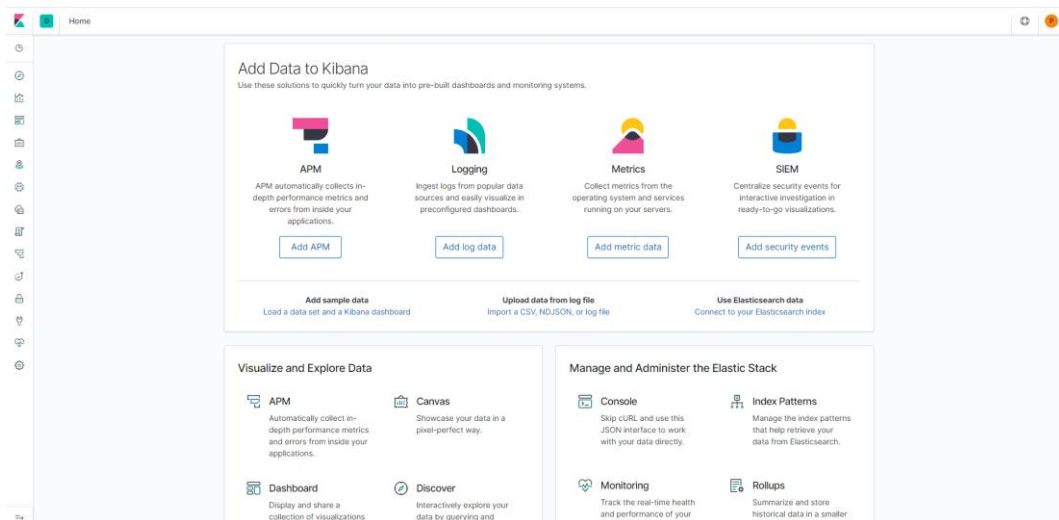 D
Home
P
Add Data to Kibana
Use these solutions to quickly turn your data into pre-built dashboards and monitoring systems.
APM
APM automatically collects in-
depth performance metrics and
errors from inside your
applications.
Add APM
Logging
Ingest logs from popular data
sources and easily visualize in
preconfigured dashboards.
Add log data
Metrics
Collect metrics from the
operating system and services
running on your servers.
Add metric data
SIEM
Centralize security events for
interactive investigation in
ready-to-go visualizations.
Add security events
Add sample data
Load a data set and a Kibana dashboard
Upload data from log file
Import a CSV, NDJSON, or log file
Use Elasticsearch data
Connect to your Elasticsearch index
Visualize and Explore Data
APM
Automatically collect in-
depth performance metrics
and errors from inside your
applications.
Canvas
Showcase your data in a
pixel-perfect way.
Dashboard
Display and share a
collection of visualizations
Discover
Interactively explore your
data by querying and
Manage and Administer the Elastic Stack
Console
Skip cURL and use this
JSON interface to work
with your data directly.
Index Patterns
Manage the index patterns
that help retrieve your
data from Elasticsearch.
Monitoring
Track the real-time health
and performance of your
Rollups
Summarize and store
historical data in a smaller